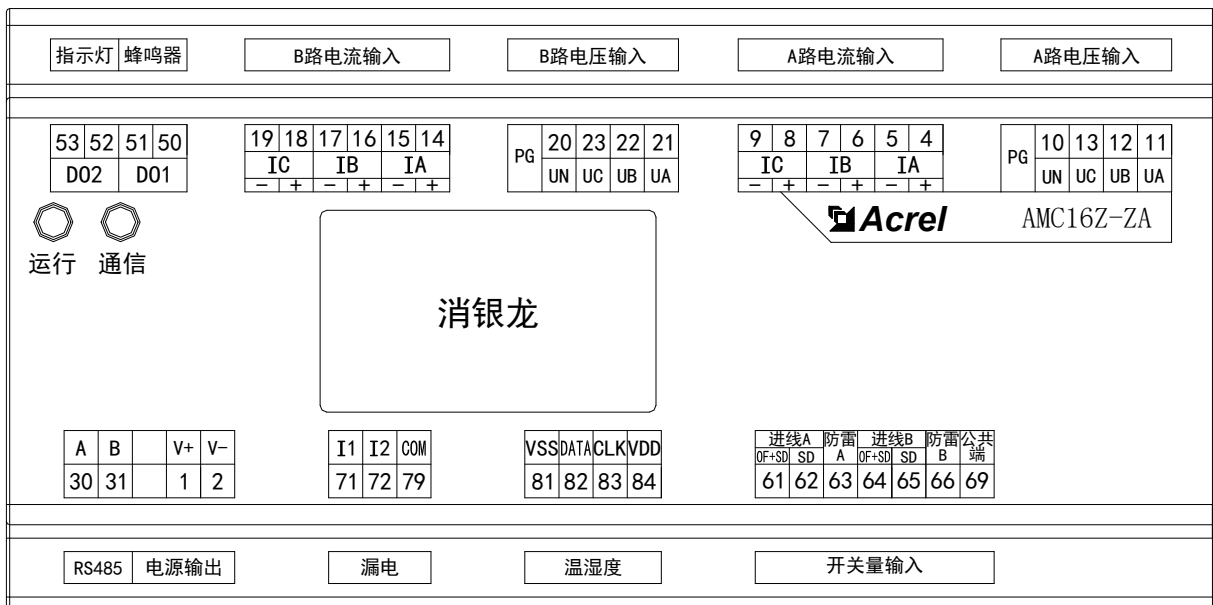 指示灯 蜂鸣器 B路电流输入 B路电压输入 A路电流输入 A路电压输入
53 52 51 50 19 18 17 16 15 14 PG 20 23 22 21 9 8 7 6 5 4 PG 10 13 12 11
DO2 DO1 IC IB IA UN UC UB UA IC IB IA UN UC UB UA
- + - + - + - + - + - +
Acrel AMC16Z-ZA
运行 通信
消银龙
A B V+ V- I1 I2 COM VSS DATA CLK VDD 进线A 防雷A 进线B 防雷B 公共端
OF+SD SD OF+SD SD
30 31 1 2 71 72 79 81 82 83 84 61 62 63 64 65 66 69
RS485 电源输出 漏电 温湿度 开关量输入